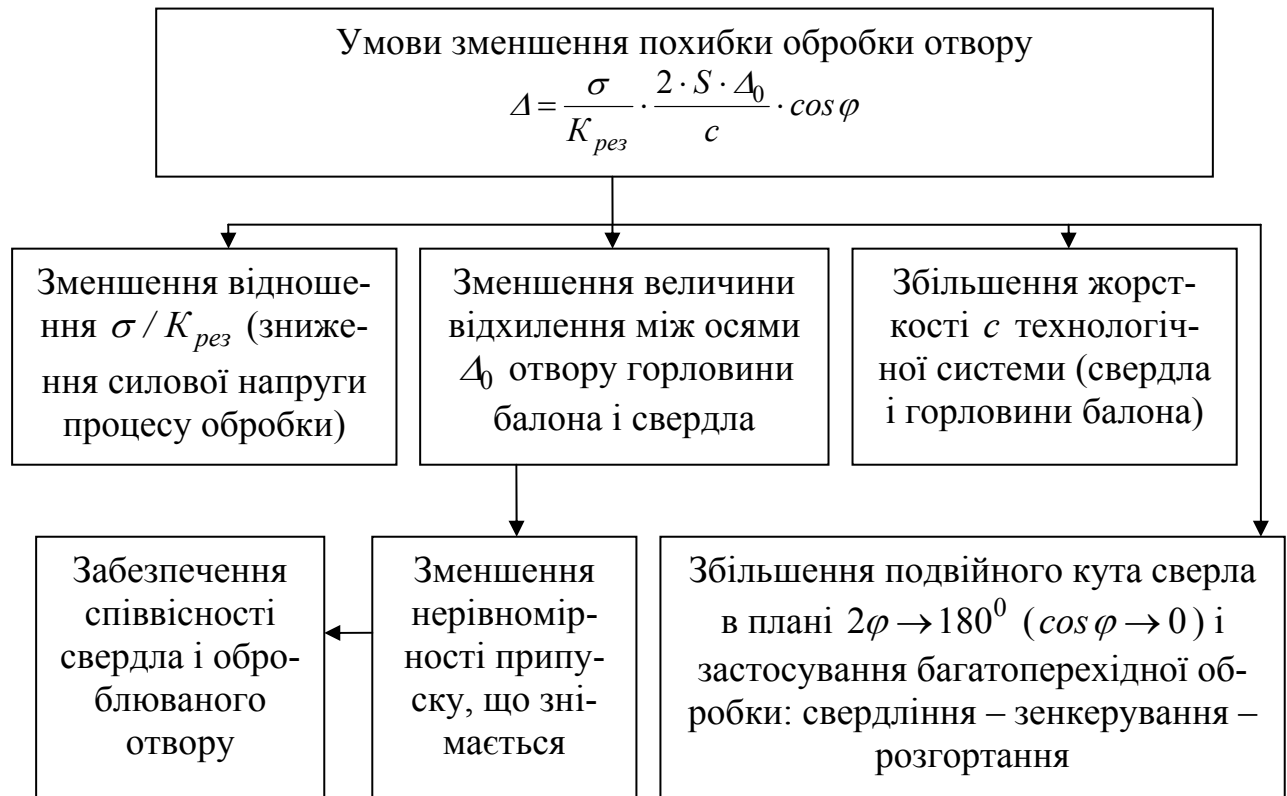 Умови зменшення похибки обробки отвору
Δ = σ / K_рез · 2 · S · Δ₀ / c · cos φ
Зменшення відноше-
ння σ / K_рез (зниже-
ння силової напруги
процесу обробки)
Зменшення величини
відхилення між осями
Δ₀ отвору горловини
балона і свердла
Збільшення жорст-
кості c технологіч-
ної системи (свердла
і горловини балона)
Забезпечення
співвісності
свердла і обро-
блюваного
отвору
Зменшення
нерівномір-
ності припу-
ску, що зні-
мається
Збільшення подвійного кута сверла
в плані 2φ → 180⁰ (cos φ → 0) і
застосування багатоперехідної об-
робки: свердління – зенкерування –
розгортання